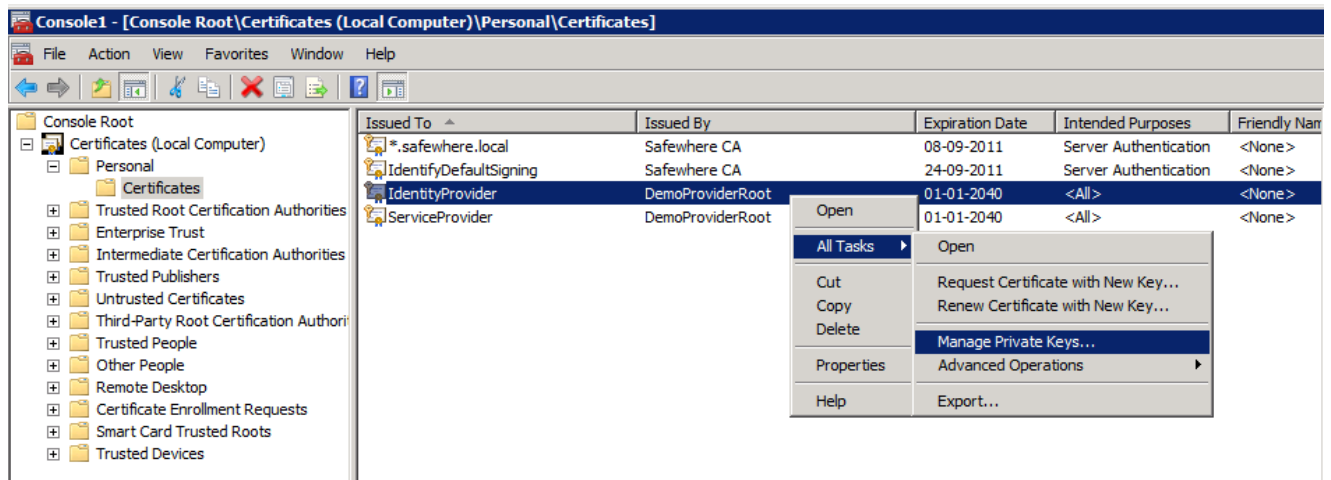 Console1 - [Console Root\Certificates (Local Computer)\Personal\Certificates]
File Action View Favorites Window Help
Console Root
Certificates (Local Computer)
Personal
Certificates
Trusted Root Certification Authorities
Enterprise Trust
Intermediate Certification Authorities
Trusted Publishers
Untrusted Certificates
Third-Party Root Certification Authori
Trusted People
Other People
Remote Desktop
Certificate Enrollment Requests
Smart Card Trusted Roots
Trusted Devices
Issued To Issued By Expiration Date Intended Purposes Friendly Nam
*.safewhere.local Safewhere CA 08-09-2011 Server Authentication <None>
IdentifyDefaultSigning Safewhere CA 24-09-2011 Server Authentication <None>
IdentityProvider DemoProviderRoot 01-01-2040 <All> <None>
ServiceProvider DemoProviderRoot 01-01-2040 <All> <None>
Open
All Tasks
Cut
Copy
Delete
Properties
Help
Open
Request Certificate with New Key...
Renew Certificate with New Key...
Manage Private Keys...
Advanced Operations
Export...